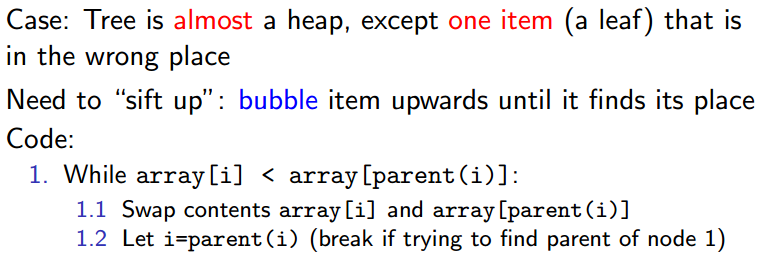 Case: Tree is almost a heap, except one item (a leaf) that is
in the wrong place
Need to “sift up”: bubble item upwards until it finds its place
Code:
1. While array[i] < array[parent(i)]:
1.1 Swap contents array[i] and array[parent(i)]
1.2 Let i=parent(i) (break if trying to find parent of node 1)